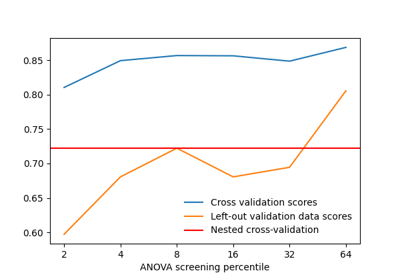 0.85
0.80
0.75
0.70
0.65
0.60
Cross validation scores
Left-out validation data scores
Nested cross-validation
2 4 8 16 32 64
ANOVA screening percentile